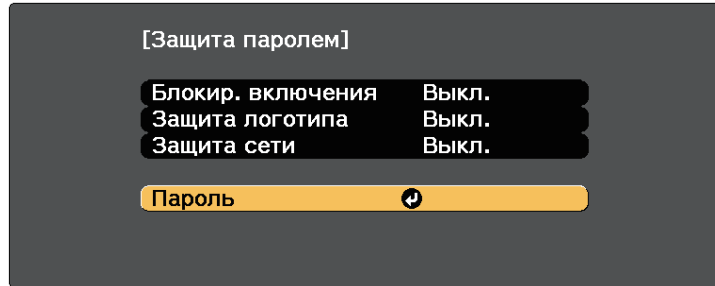 [Защита паролем]
Блокир. включения Выкл.
Защита логотипа Выкл.
Защита сети Выкл.
Пароль